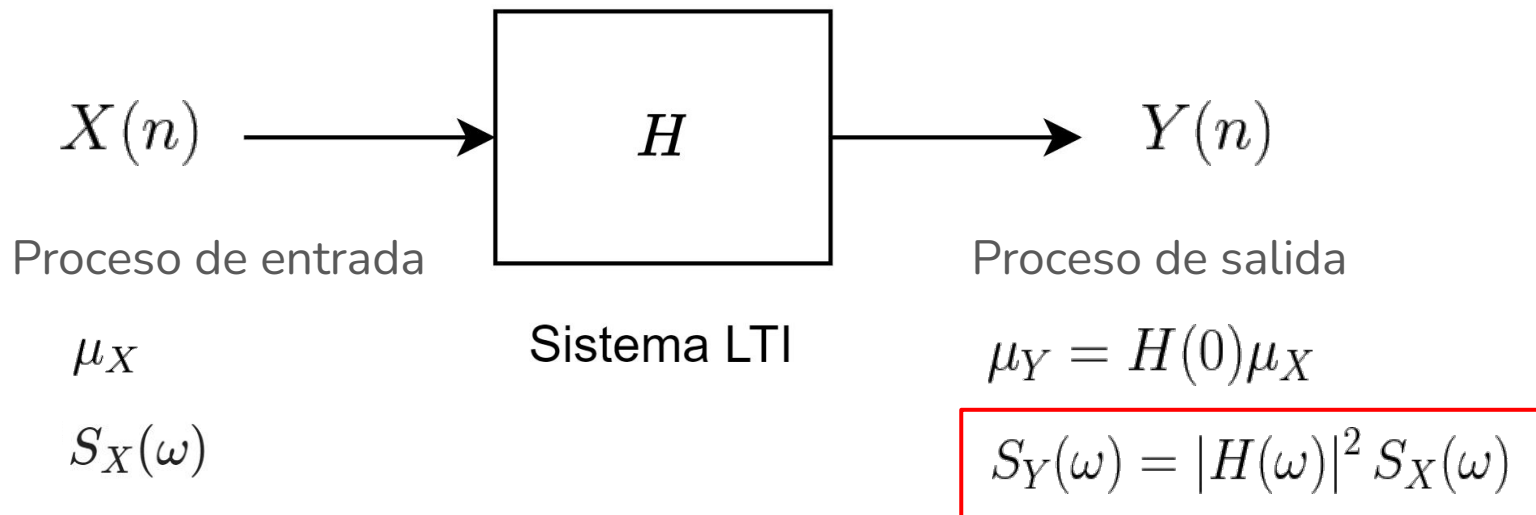 X(n)
H
Y(n)
Proceso de entrada
Proceso de salida
Sistema LTI
μ_X
μ_Y = H(0)μ_X
S_X(ω)
S_Y(ω) = |H(ω)|² S_X(ω)